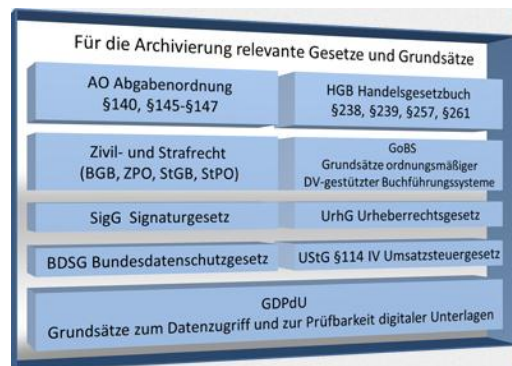 Für die Archivierung relevante Gesetze und Grundsätze
AO Abgabenordnung
§140, §145-§147
HGB Handelsgesetzbuch
§238, §239, §257, §261
Zivil- und Strafrecht
(BGB, ZPO, StGB, StPO)
GoBS
Grundsätze ordnungsmäßiger
DV-gestützter Buchführungssysteme
SigG Signaturgesetz
UrhG Urheberrechtsgesetz
BDSG Bundesdatenschutzgesetz
UStG §114 IV Umsatzsteuergesetz
GDPdU
Grundsätze zum Datenzugriff und zur Prüfbarkeit digitaler Unterlagen